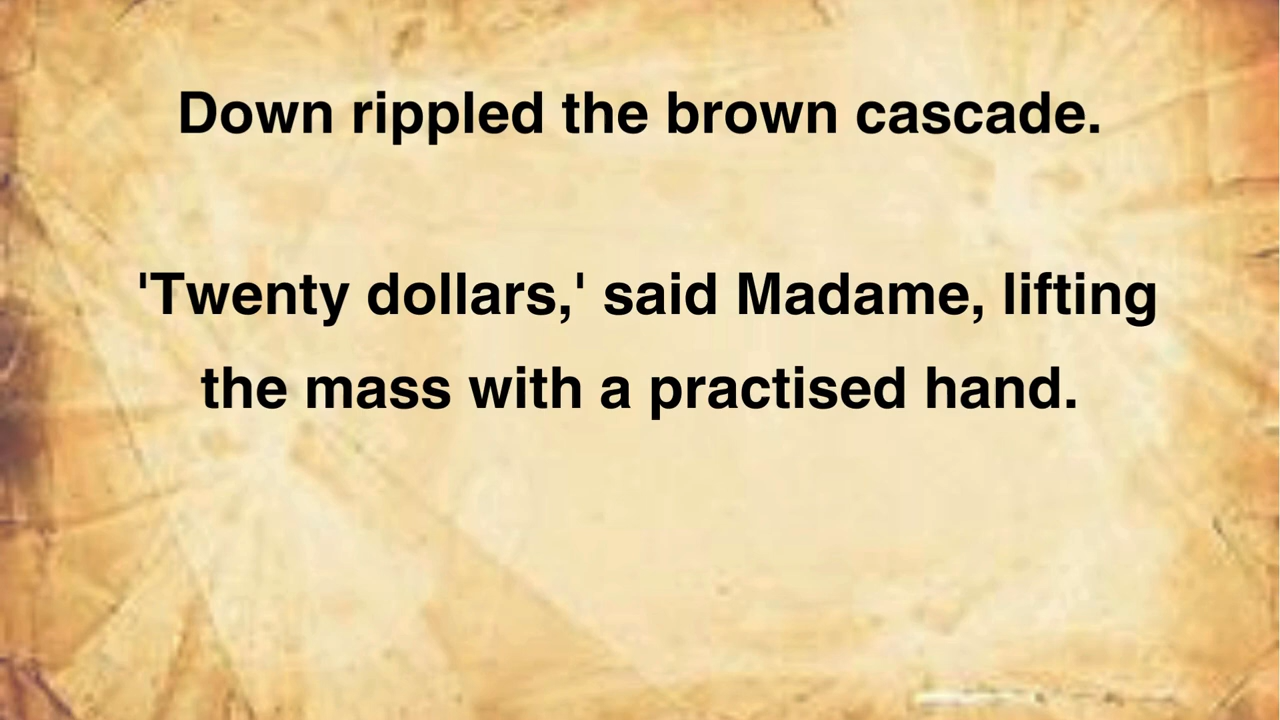 Down rippled the brown cascade.
'Twenty dollars,' said Madame, lifting
the mass with a practised hand.